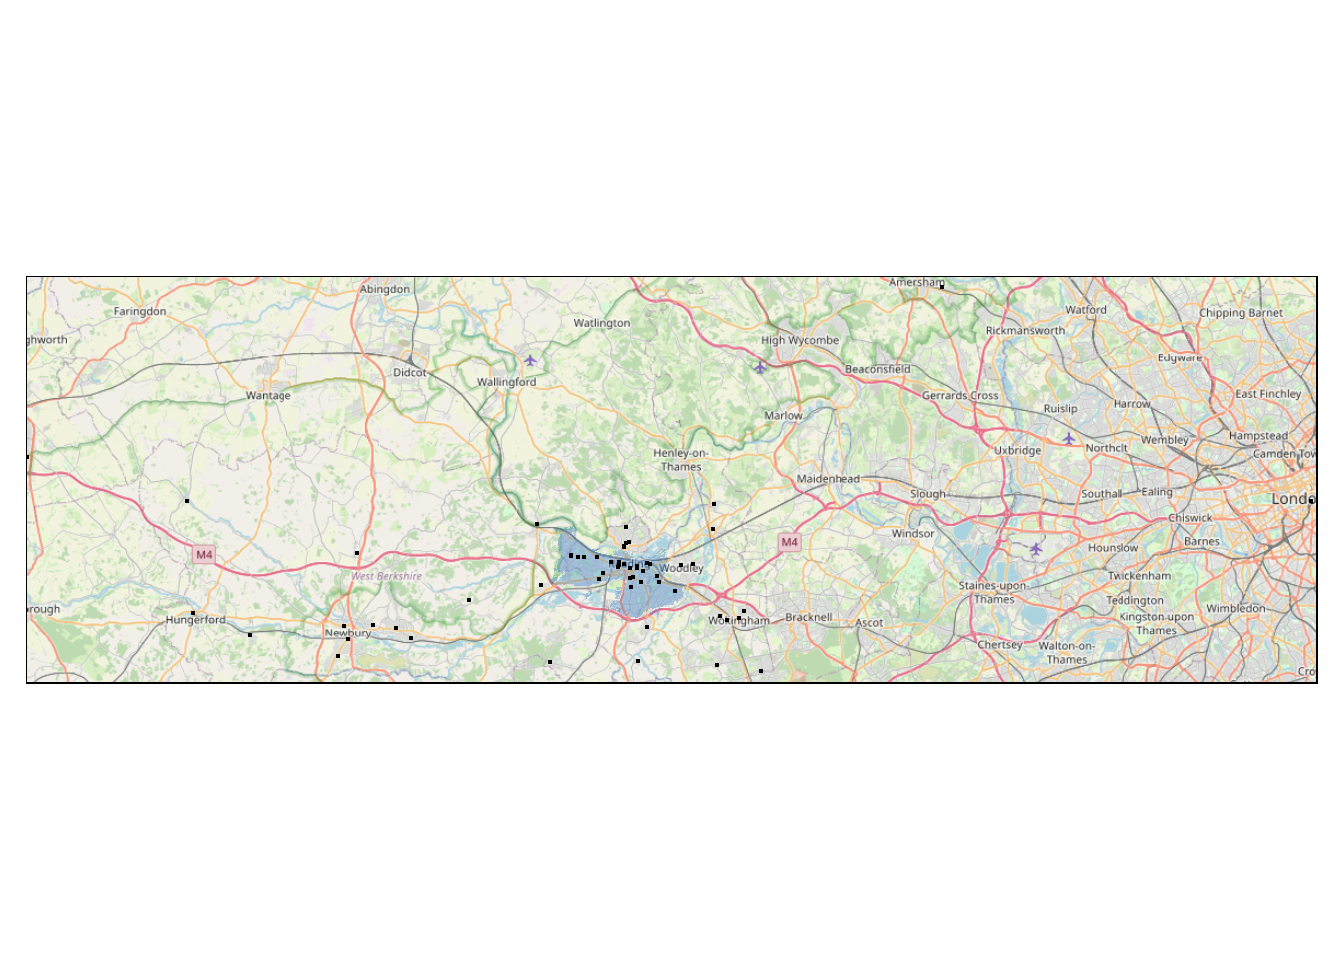 Amersham
Abingdon
Faringdon
Watford
Chipping Barnet
Watlington
Rickmansworth
ghworth
High Wycombe
Edgware
Didcot
Beaconsfield
Wallingford
Wantage
Gerrards Cross
East Finchley
Harrow
Ruislip
Marlow
Hampstead
Wembley
Northolt
Uxbridge
Henley-on-
Thames
Camden Tow
Maidenhead
Slough
Southall
Ealing
Londo
Chiswick
Windsor
Barnes
M4
M4
Hounslow
Woodley
West Berkshire
Twickenham
Staines-upon-
Thames
Teddington
Wimbledon
rough
Hungerford
Kingston upon
Thames
Bracknell
Wokingham
Ascot
Newbury
Chertsey
Walton-on-
Thames
Cro